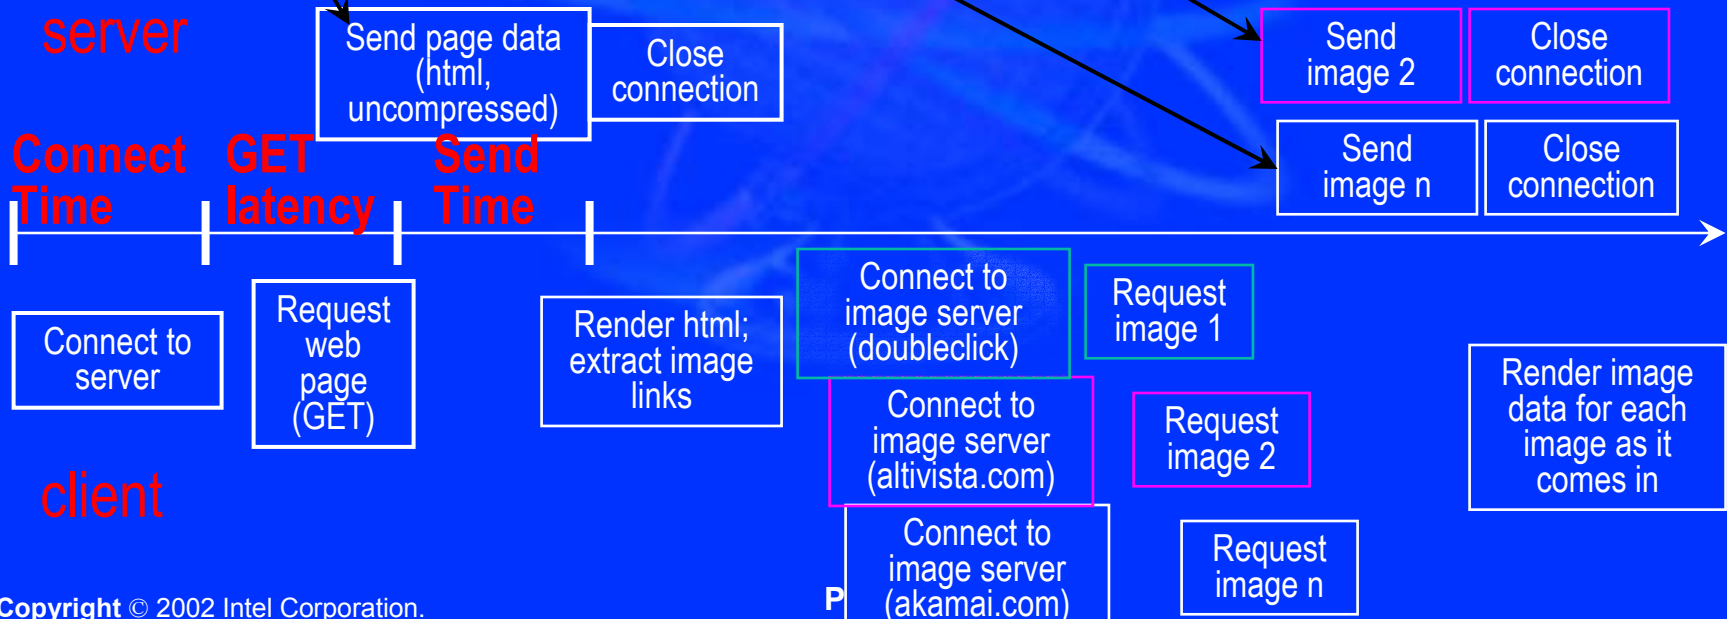 server
Send page data
(html,
uncompressed)
Close
connection
Send
image 2
Close
connection
Send
image n
Close
connection
Connect
Time
GET
latency
Send
Time
Connect to
server
Request
web
page
(GET)
Render html;
extract image
links
Connect to
image server
(doubleclick)
Request
image 1
Connect to
image server
(altivista.com)
Request
image 2
Connect to
image server
(akamai.com)
Request
image n
Render image
data for each
image as it
comes in
client
Copyright © 2002 Intel Corporation.
P